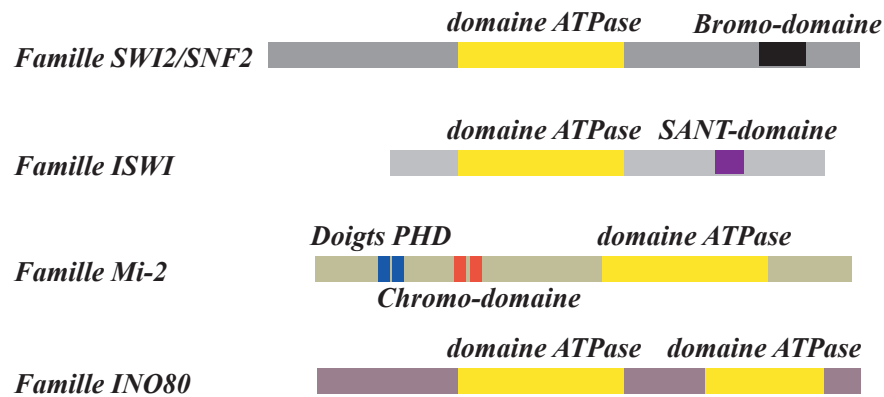 domaine ATPase Bromo-domaine
Famille SWI2/SNF2
domaine ATPase SANT-domaine
Famille ISWI
Doigts PHD domaine ATPase
Famille Mi-2
Chromo-domaine
domaine ATPase domaine ATPase
Famille INO80